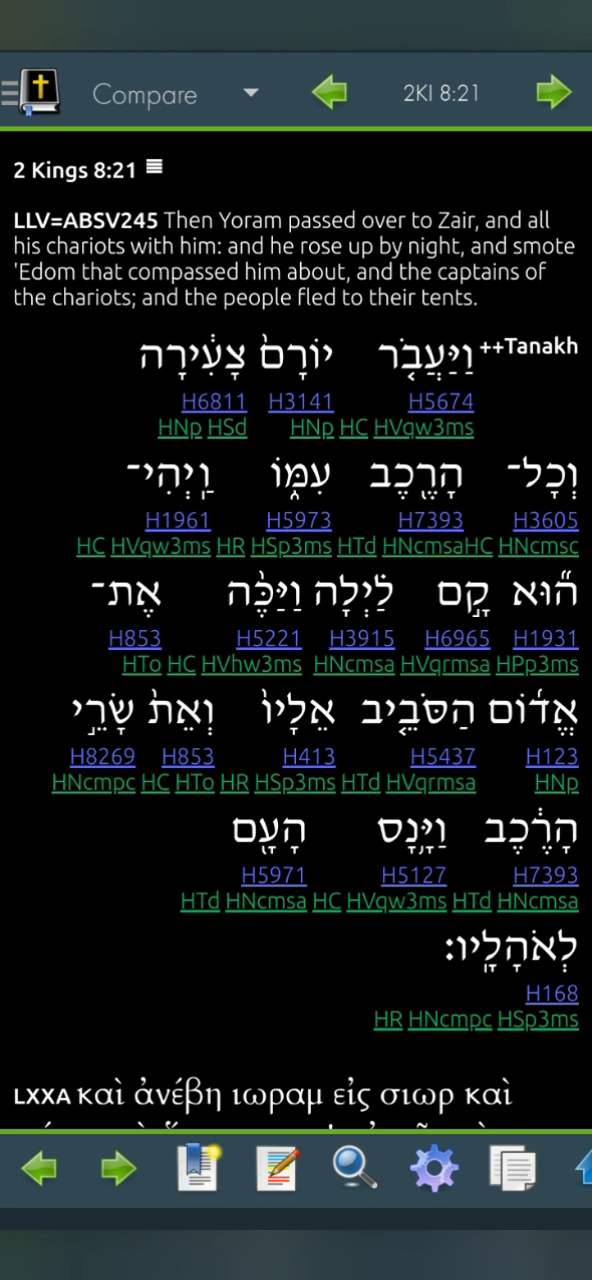 Compare 2KI 8:21
2 Kings 8:21
LLV=ABSV245 Then Yoram passed over to Zair, and all
his chariots with him: and he rose up by night, and smote
'Edom that compassed him about, and the captains of
the chariots; and the people fled to their tents.
++Tanakh וַיַּעֲבֹ֤ר יוֹרָם֙ צָעִ֔ירָה
H6811 H3141 H5674
HNp HSd HNp HC HVqw3ms
וְכָל־ הָרֶ֖כֶב עִמּ֑וֹ וַֽיְהִי־
H1961 H5973 H7393 H3605
HC HVqw3ms HR HSp3ms HTd HNcmsaHC HNcmsc
ה֞וּא קָ֣ם לַ֗יְלָה וַיַּכֶּ֨ה אֶת־
H853 H5221 H3915 H6965 H1931
HTo HC HVhw3ms HNcmsa HVqrmsa HPp3ms
אֱד֜וֹם הַסֹּבֵ֤יב אֵלָיו֙ וְאֵת֙ שָׂרֵ֣י
H8269 H853 H413 H5437 H123
HNcmpc HC HTo HR HSp3ms HTd HVqrmsa HNp
הָרֶ֔כֶב וַיָּ֥נָס הָעָ֖ם
H5971 H5127 H7393
HTd HNcmsa HC HVqw3ms HTd HNcmsa
לְאֹהָלָֽיו׃
H168
HR HNcmpc HSp3ms
LXXA καὶ ἀνέβη ιωραμ εἰς σιωρ καὶ